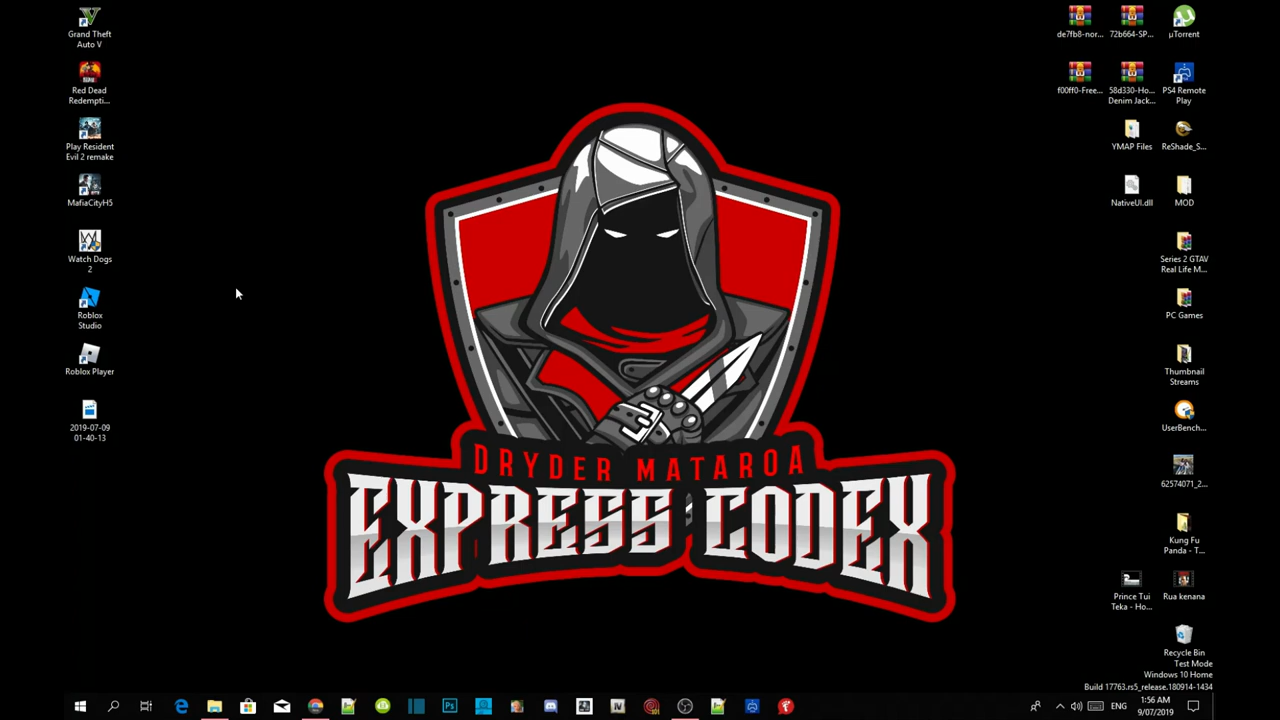 Grand Theft
Auto V
Red Dead
Redempti...
Play Resident
Evil 2 remake
MafiaCityH5
Watch Dogs
2
Roblox
Studio
Roblox Player
2019-07-09
01-40-13
DRYDER MATAROA
EXPRESS CODEX
de7fb8-nor...
72b664-SP...
µTorrent
f00ff0-Free...
58d330-Ho...
Denim Jack...
PS4 Remote
Play
YMAP Files
ReShade_S...
NativeUI.dll
MOD
Series 2 GTAV
Real Life M...
PC Games
Thumbnail
Streams
UserBench...
62574071_2...
Kung Fu
Panda - T...
Prince Tui
Teka - Ho...
Rua kenana
Recycle Bin
Test Mode
Windows 10 Home
Build 17763.rs5_release.180914-1434
Ps
IV
ENG
1:56 AM
9/07/2019